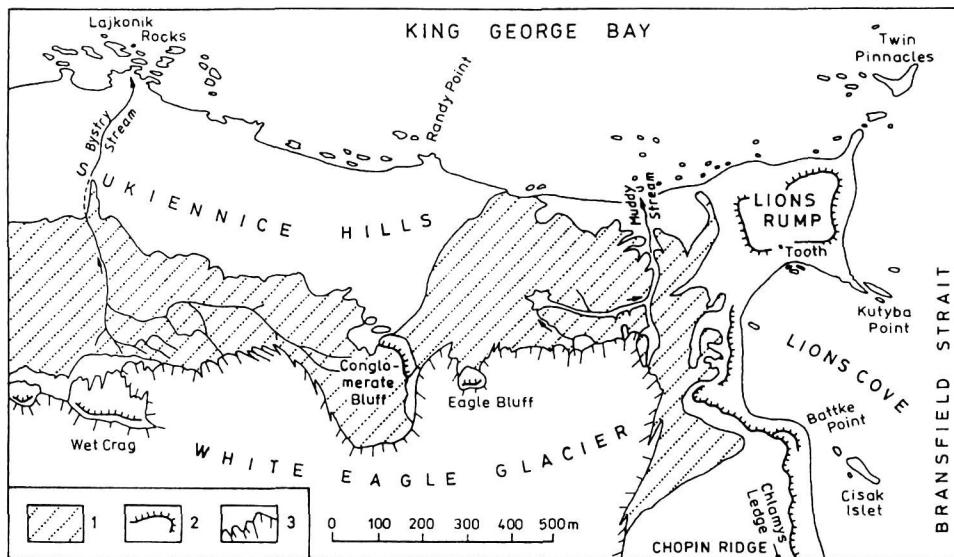 KING GEORGE BAY
Lajkonik
Rocks
Twin
Pinnacles
Randy Point
Bystry
Stream
SUKIENNICE HILLS
Muddy
Stream
LIONS
RUMP
Tooth
Kutyba
Point
LIONS COVE
BRANSFIELD STRAIT
Conglo-
merate
Bluff
Eagle Bluff
Wet Crag
Battke
Point
WHITE EAGLE GLACIER
Cisak
Islet
Chlamys
Ledge
CHOPIN RIDGE
1
2
3
0 100 200 300 400 500 m